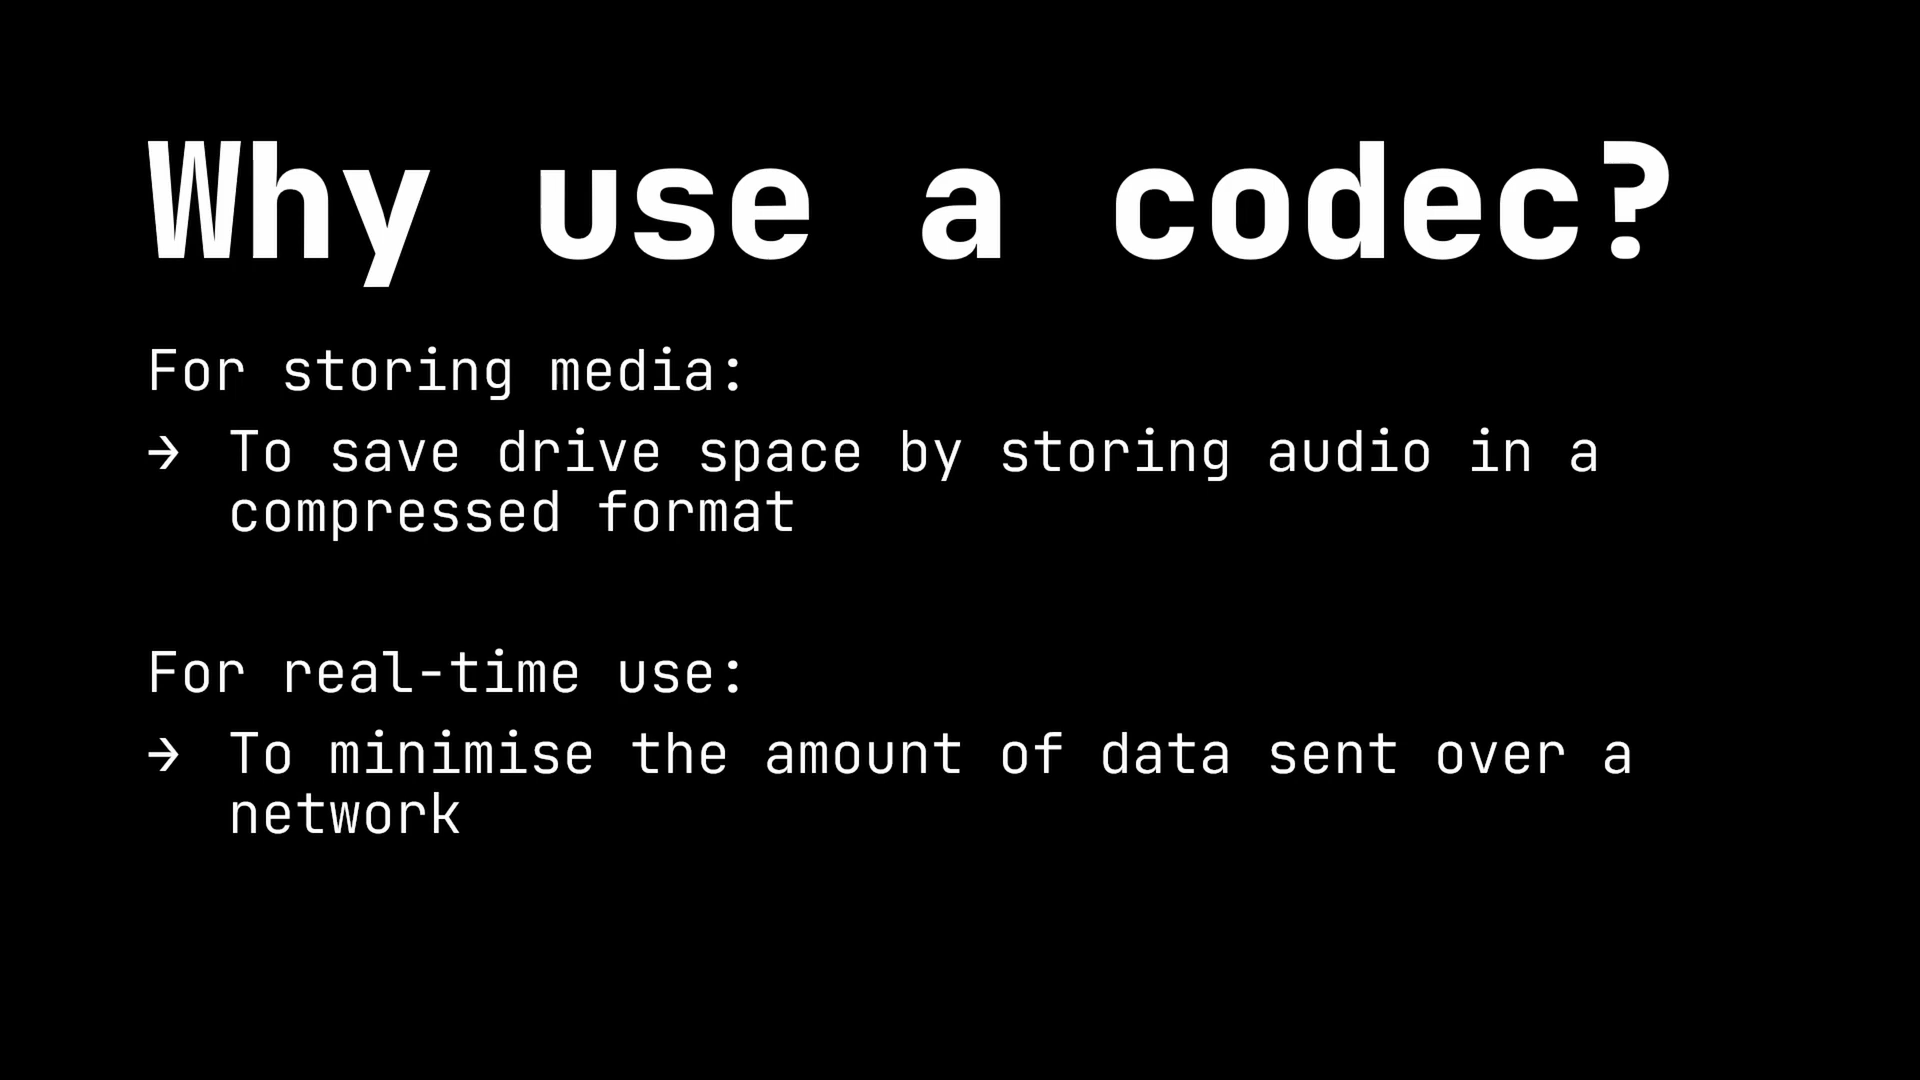 Why use a codec?
For storing media:
→ To save drive space by storing audio in a
compressed format
For real-time use:
→ To minimise the amount of data sent over a
network